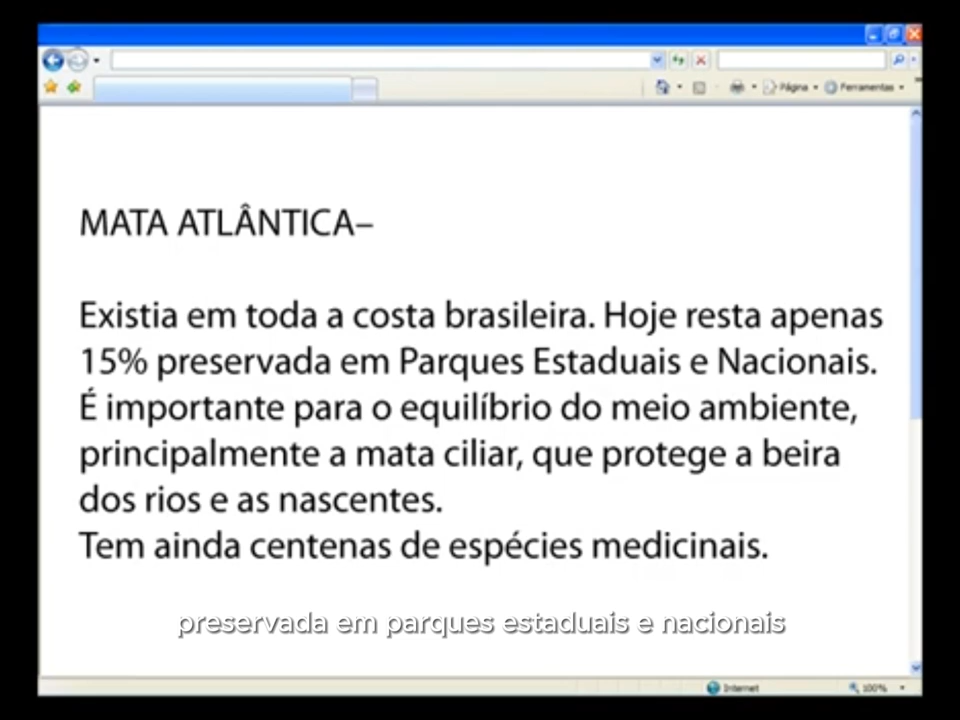 Página
Ferramentas
MATA ATLÂNTICA–
Existia em toda a costa brasileira. Hoje resta apenas
15% preservada em Parques Estaduais e Nacionais.
É importante para o equilíbrio do meio ambiente,
principalmente a mata ciliar, que protege a beira
dos rios e as nascentes.
Tem ainda centenas de espécies medicinais.
preservada em parques estaduais e nacionais
Internet
100%